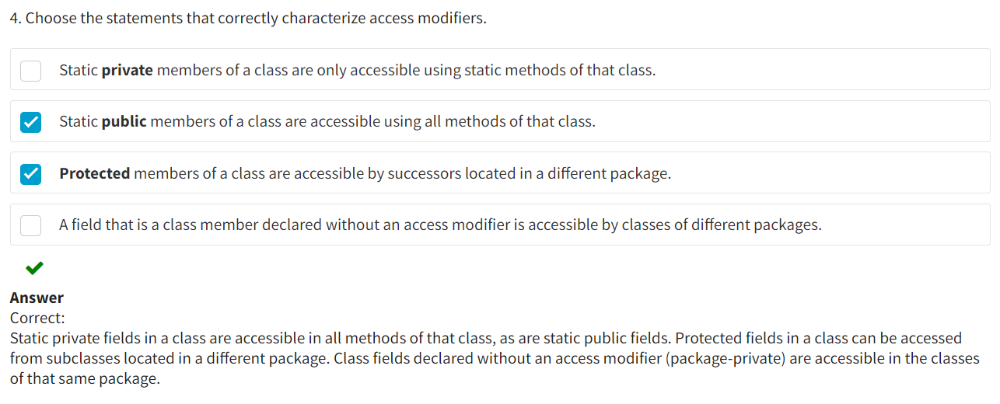 4. Choose the statements that correctly characterize access modifiers.
Static private members of a class are only accessible using static methods of that class.
Static public members of a class are accessible using all methods of that class.
Protected members of a class are accessible by successors located in a different package.
A field that is a class member declared without an access modifier is accessible by classes of different packages.
Answer
Correct:
Static private fields in a class are accessible in all methods of that class, as are static public fields. Protected fields in a class can be accessed
from subclasses located in a different package. Class fields declared without an access modifier (package-private) are accessible in the classes
of that same package.